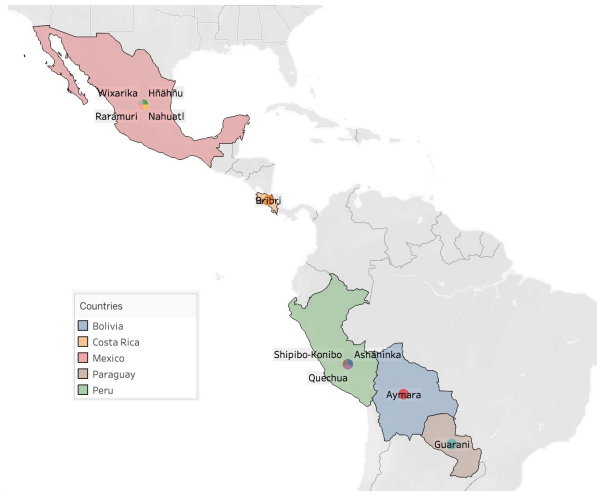 Wixarika Hñähñu
Rarámuri Nahuatl
Bribri
Countries
Bolivia
Costa Rica
Mexico
Paraguay
Peru
Shipibo-Konibo Asháninka
Quechua
Aymara
Guarani